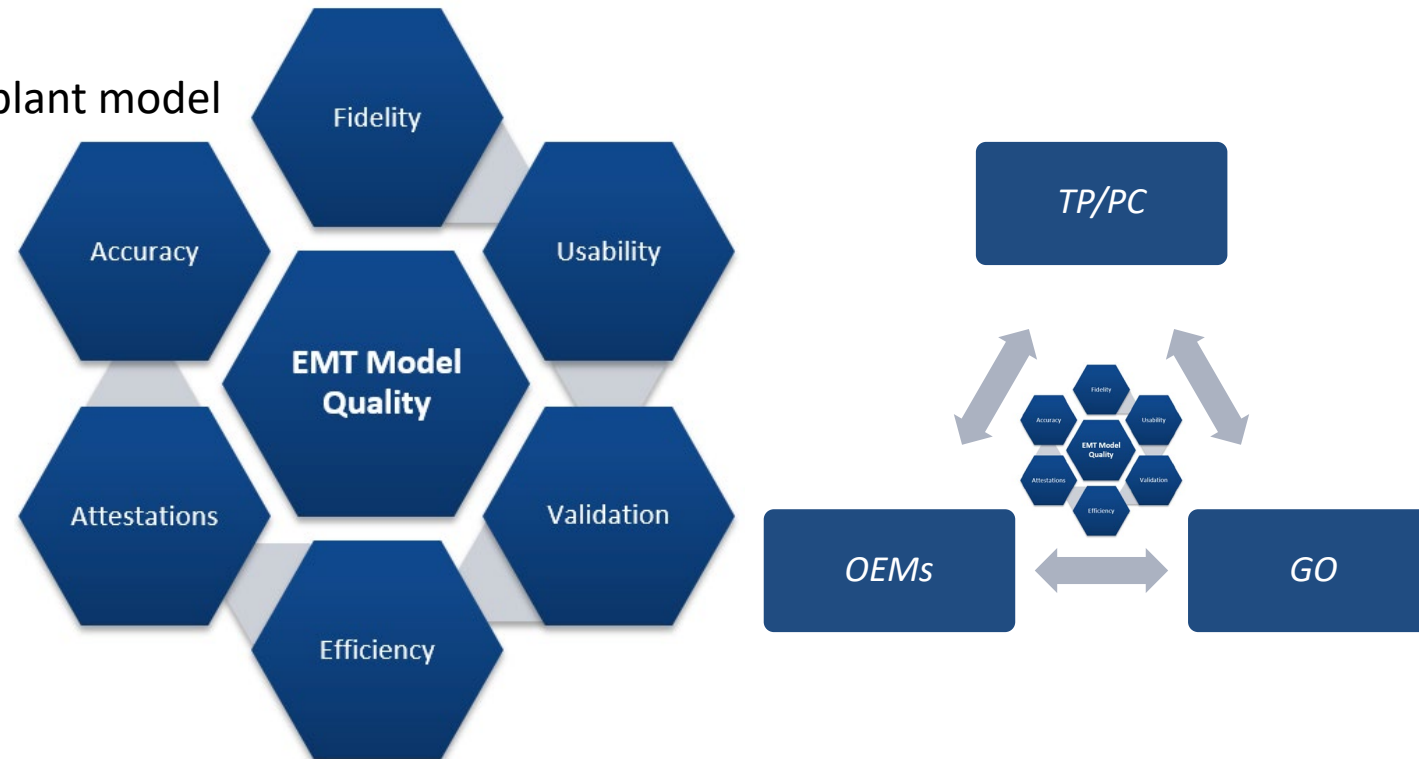 plant model
Fidelity
Accuracy
Usability
EMT Model
Quality
Attestations
Validation
Efficiency
TP/PC
Fidelity
Accuracy
Usability
EMT Model
Quality
Attestations
Validation
Efficiency
OEMs
GO